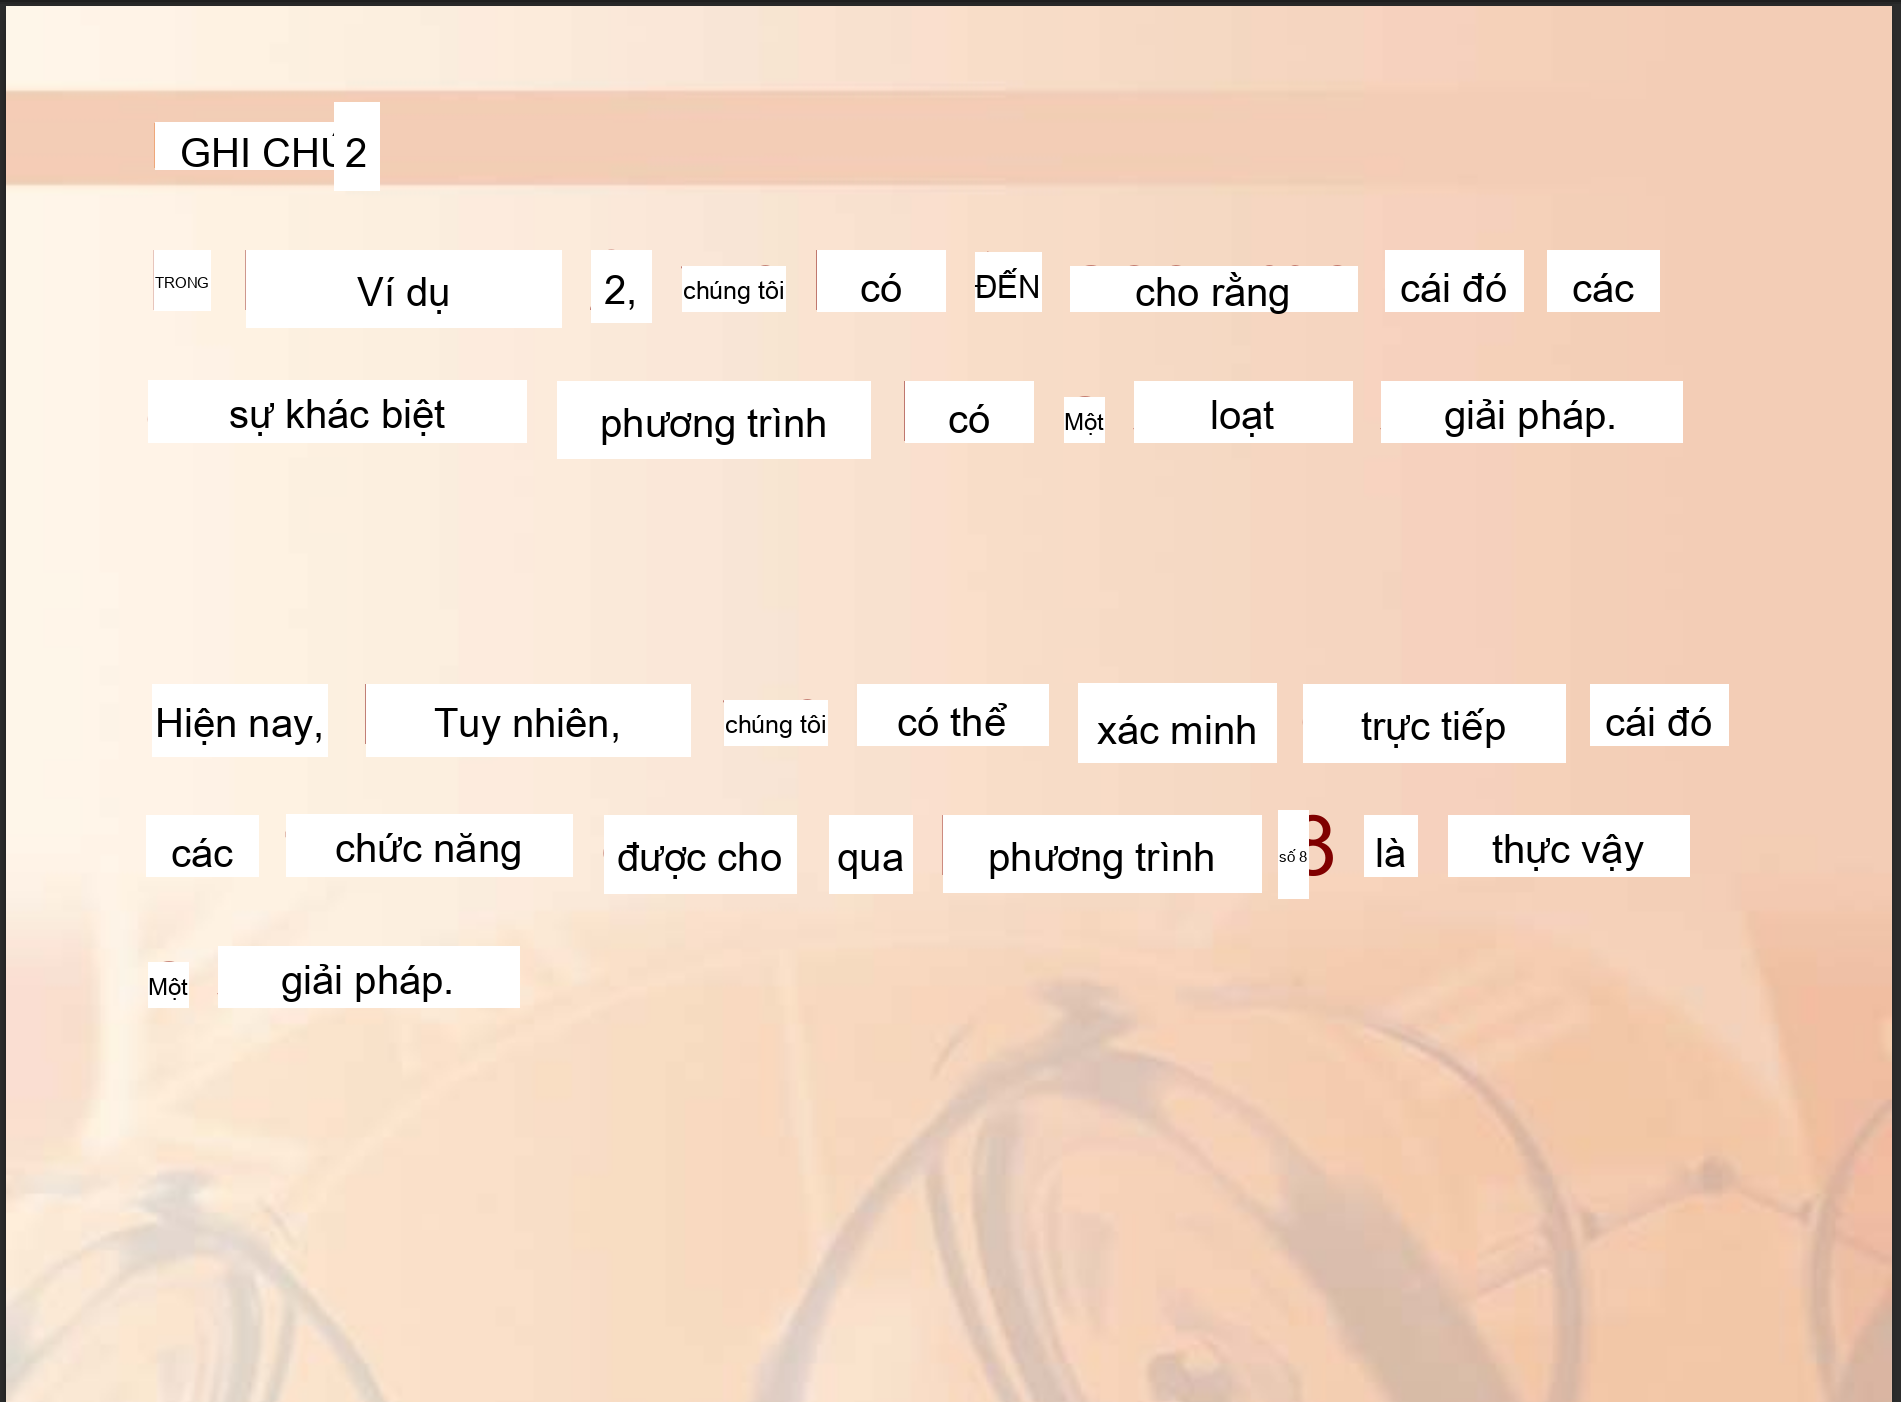 GHI CHÚ 2
TRONG Ví dụ 2, chúng tôi có ĐẾN cho rằng cái đó các
sự khác biệt phương trình có Một loạt giải pháp.
Hiện nay, Tuy nhiên, chúng tôi có thể xác minh trực tiếp cái đó
các chức năng được cho qua phương trình số 8 8 là thực vậy
Một giải pháp.